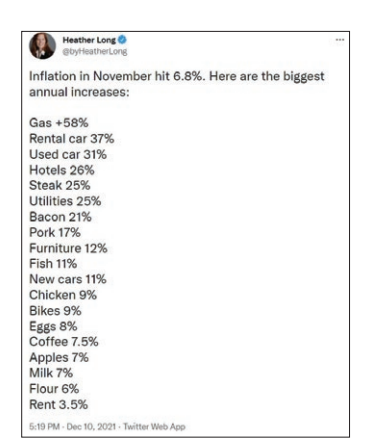 Heather Long
@byHeatherLong
Inflation in November hit 6.8%. Here are the biggest
annual increases:
Gas +58%
Rental car 37%
Used car 31%
Hotels 26%
Steak 25%
Utilities 25%
Bacon 21%
Pork 17%
Furniture 12%
Fish 11%
New cars 11%
Chicken 9%
Bikes 9%
Eggs 8%
Coffee 7.5%
Apples 7%
Milk 7%
Flour 6%
Rent 3.5%
5:19 PM · Dec 10, 2021 · Twitter Web App